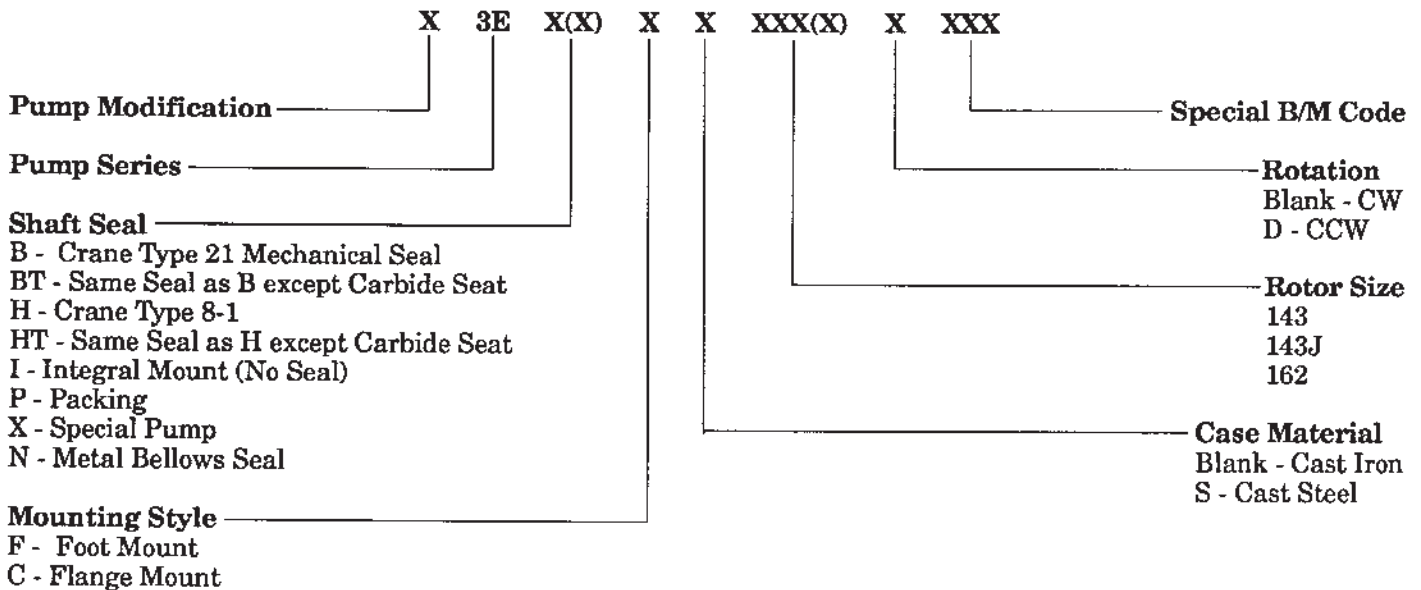 X 3E X(X) X X XXX(X) X XXX
Pump Modification
Special B/M Code
Pump Series
Rotation
Blank - CW
D - CCW
Shaft Seal
B - Crane Type 21 Mechanical Seal
BT - Same Seal as B except Carbide Seat
H - Crane Type 8-1
HT - Same Seal as H except Carbide Seat
I - Integral Mount (No Seal)
P - Packing
X - Special Pump
N - Metal Bellows Seal
Rotor Size
143
143J
162
Case Material
Blank - Cast Iron
S - Cast Steel
Mounting Style
F - Foot Mount
C - Flange Mount